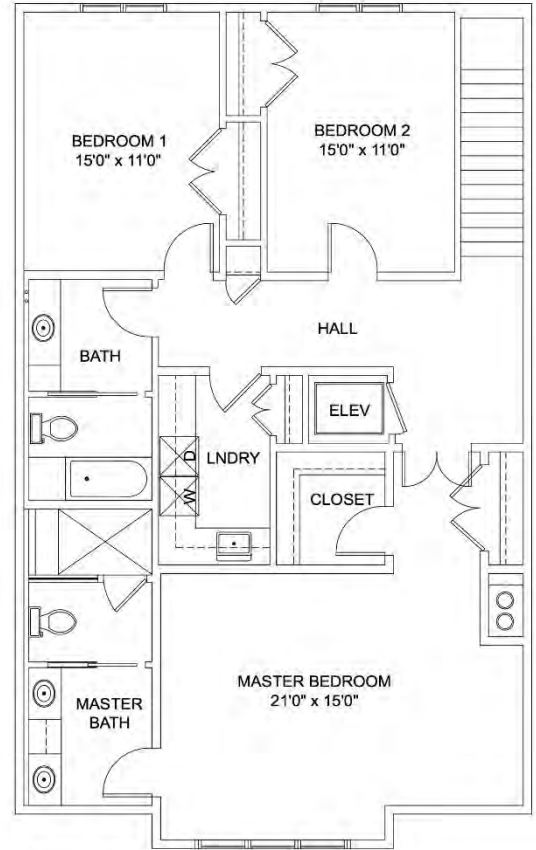 BEDROOM 1
15'0" x 11'0"
BEDROOM 2
15'0" x 11'0"
HALL
BATH
ELEV
D
LNDRY
W
CLOSET
MASTER BEDROOM
21'0" x 15'0"
MASTER
BATH